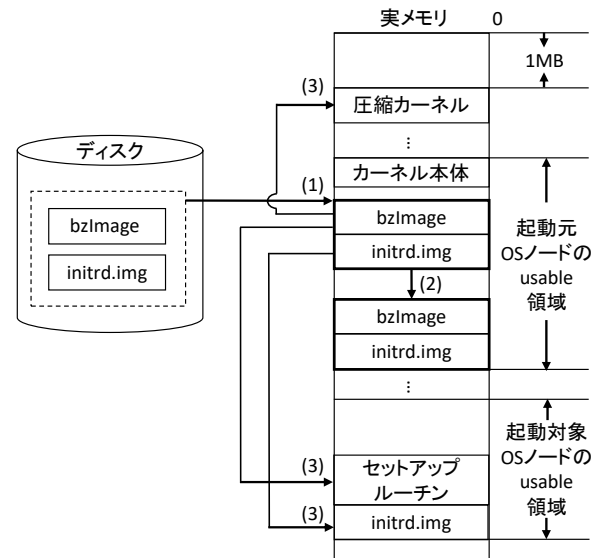 実メモリ
0
1MB
(3)
圧縮カーネル
⋮
ディスク
bzImage
initrd.img
(1)
カーネル本体
bzImage
initrd.img
(2)
bzImage
initrd.img
起動元
OSノードの
usable
領域
⋮
(3)
セットアップ
ルーチン
(3)
initrd.img
起動対象
OSノードの
usable
領域